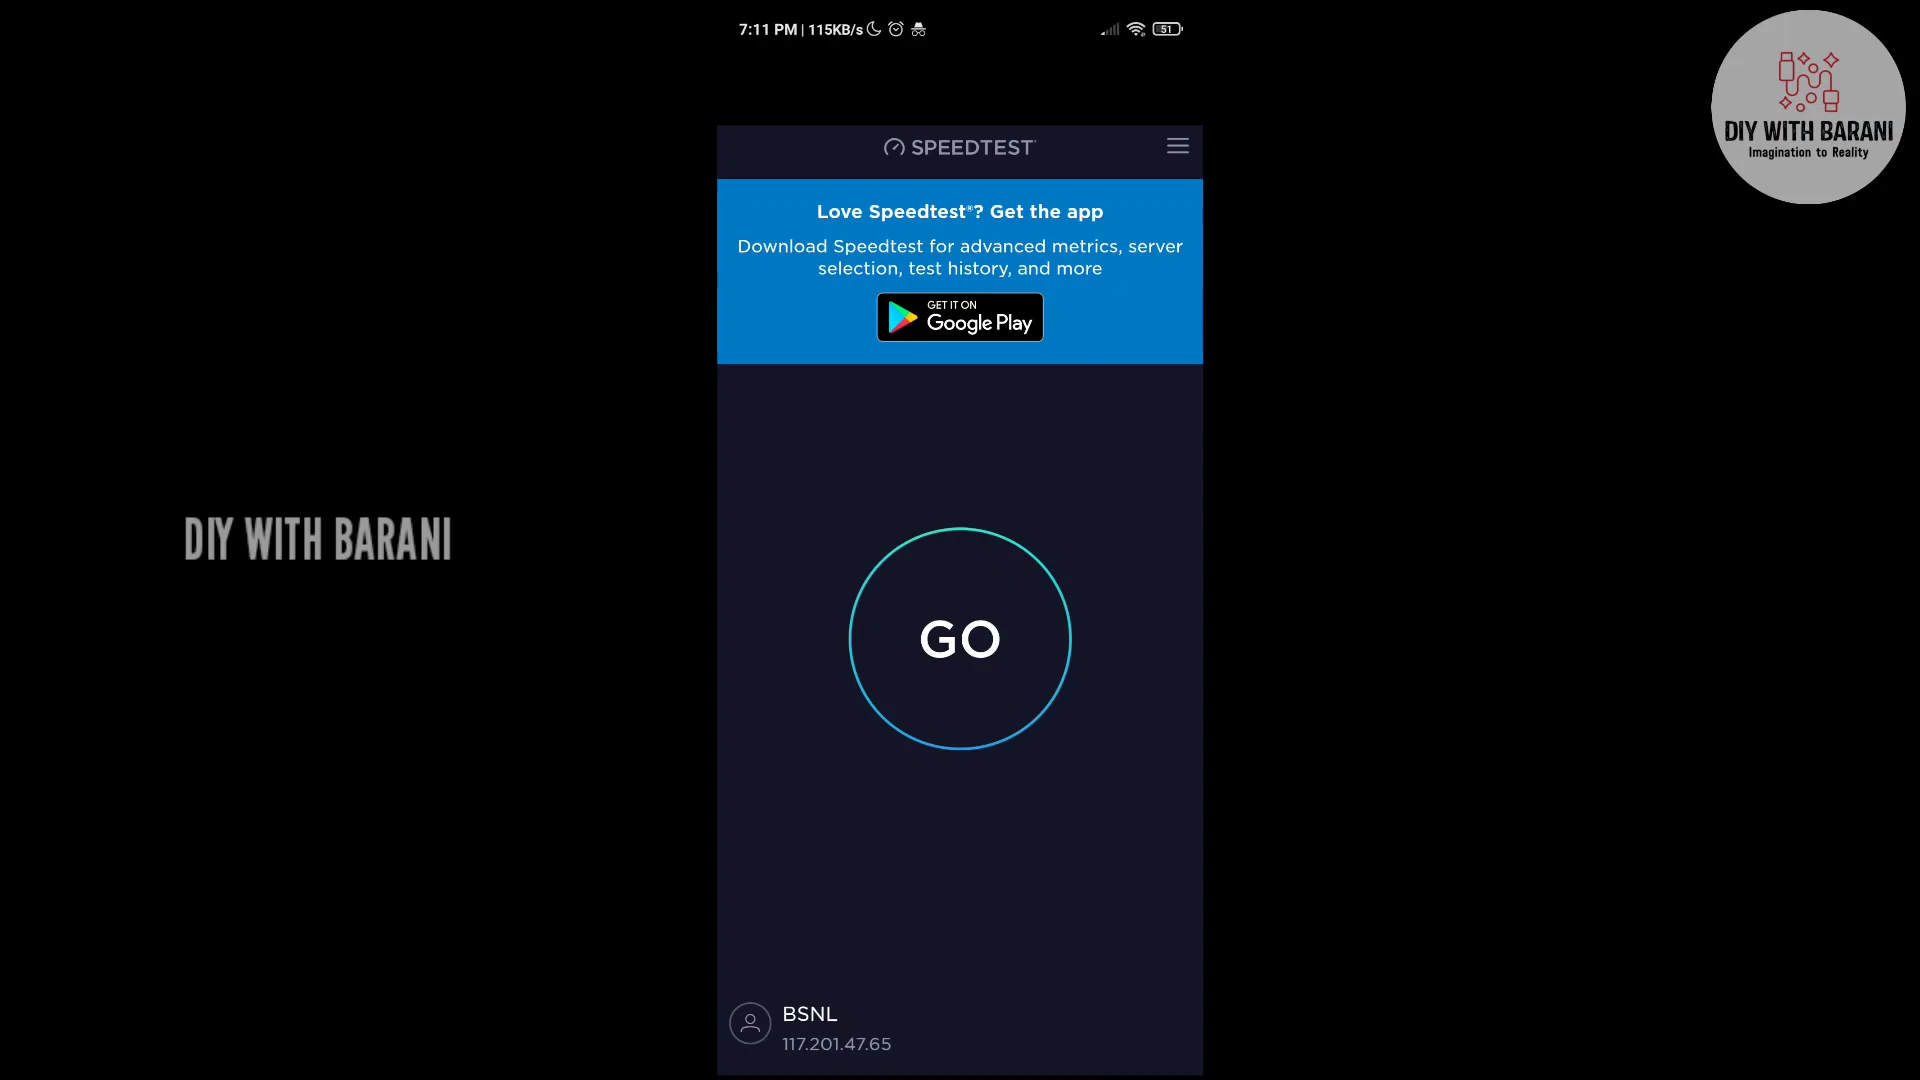 7:11 PM | 115KB/s
51
DIY WITH BARANI
Imagination to Reality
SPEEDTEST
Love Speedtest®? Get the app
Download Speedtest for advanced metrics, server
selection, test history, and more
GET IT ON
Google Play
GO
DIY WITH BARANI
BSNL
117.201.47.65